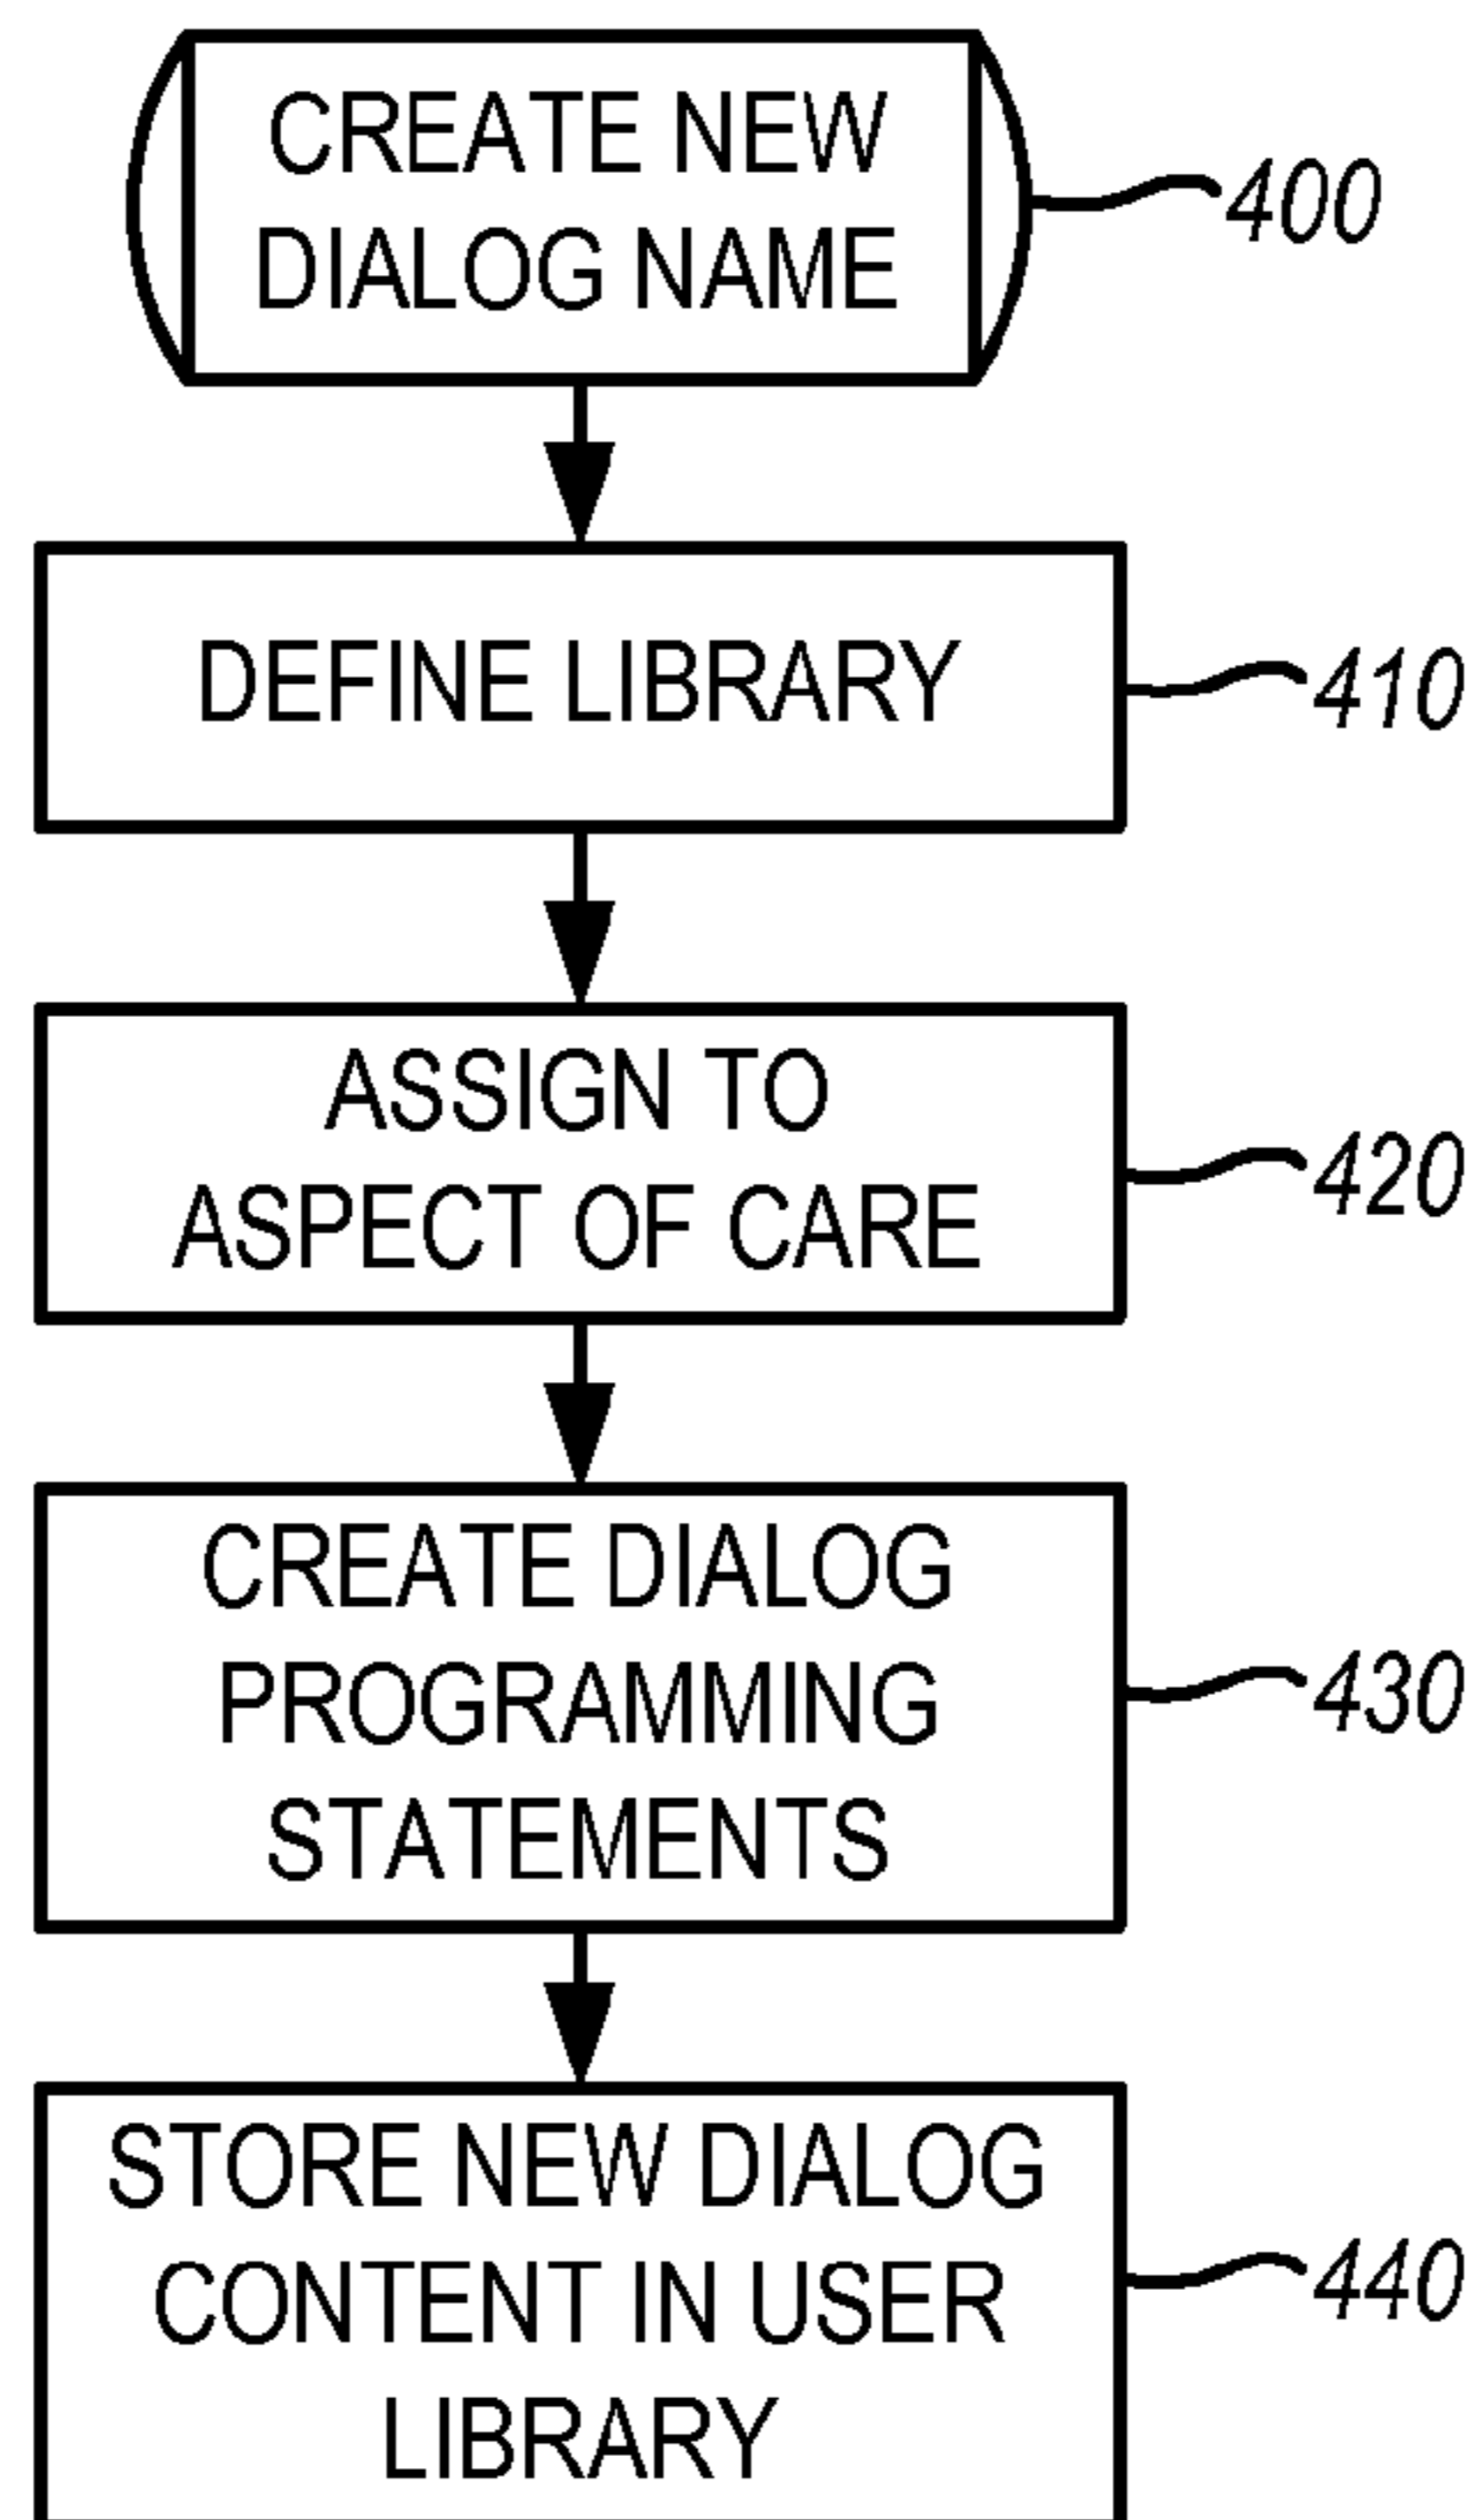 CREATE NEW
DIALOG NAME
400
DEFINE LIBRARY
410
ASSIGN TO
ASPECT OF CARE
420
CREATE DIALOG
PROGRAMMING
STATEMENTS
430
STORE NEW DIALOG
CONTENT IN USER
LIBRARY
440